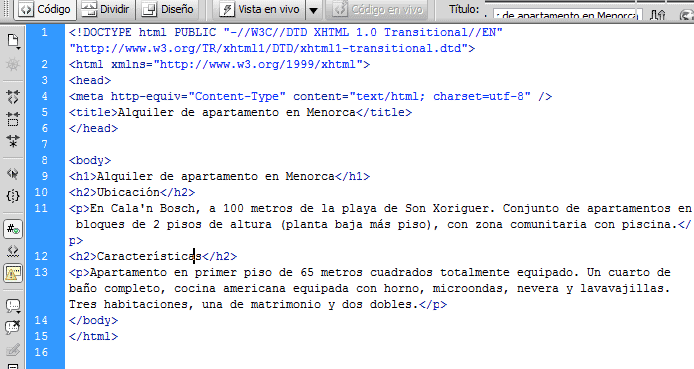 Código Dividir Diseño Vista en vivo Código en vivo Título: de apartamento en Menorca
1 <!DOCTYPE html PUBLIC "-//W3C//DTD XHTML 1.0 Transitional//EN"
"http://www.w3.org/TR/xhtml1/DTD/xhtml1-transitional.dtd">
2 <html xmlns="http://www.w3.org/1999/xhtml">
3 <head>
4 <meta http-equiv="Content-Type" content="text/html; charset=utf-8" />
5 <title>Alquiler de apartamento en Menorca</title>
6 </head>
7
8 <body>
9 <h1>Alquiler de apartamento en Menorca</h1>
10 <h2>Ubicación</h2>
11 <p>En Cala'n Bosch, a 100 metros de la playa de Son Xoriguer. Conjunto de apartamentos en
bloques de 2 pisos de altura (planta baja más piso), con zona comunitaria con piscina.</
p>
12 <h2>Características</h2>
13 <p>Apartamento en primer piso de 65 metros cuadrados totalmente equipado. Un cuarto de
baño completo, cocina americana equipada con horno, microondas, nevera y lavavajillas.
Tres habitaciones, una de matrimonio y dos dobles.</p>
14 </body>
15 </html>
16